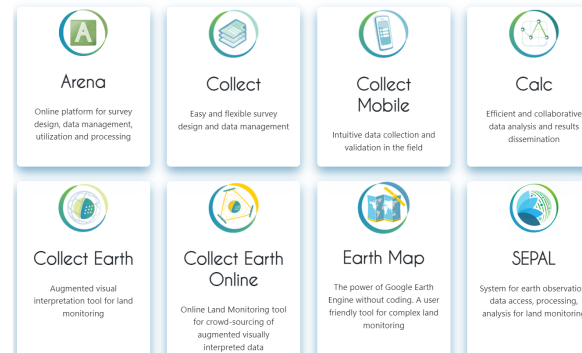 Arena
Online platform for survey
design, data management,
utilization and processing
Collect
Easy and flexible survey
design and data management
Collect
Mobile
Intuitive data collection and
validation in the field
Calc
Efficient and collaborative
data analysis and results
dissemination
Collect Earth
Augmented visual
interpretation tool for land
monitoring
Collect Earth
Online
Online Land Monitoring tool
for crowd-sourcing of
augmented visually
interpreted data
Earth Map
The power of Google Earth
Engine without coding. A user
friendly tool for complex land
monitoring
SEPAL
System for earth observatio
data access, processing,
analysis for land monitoring